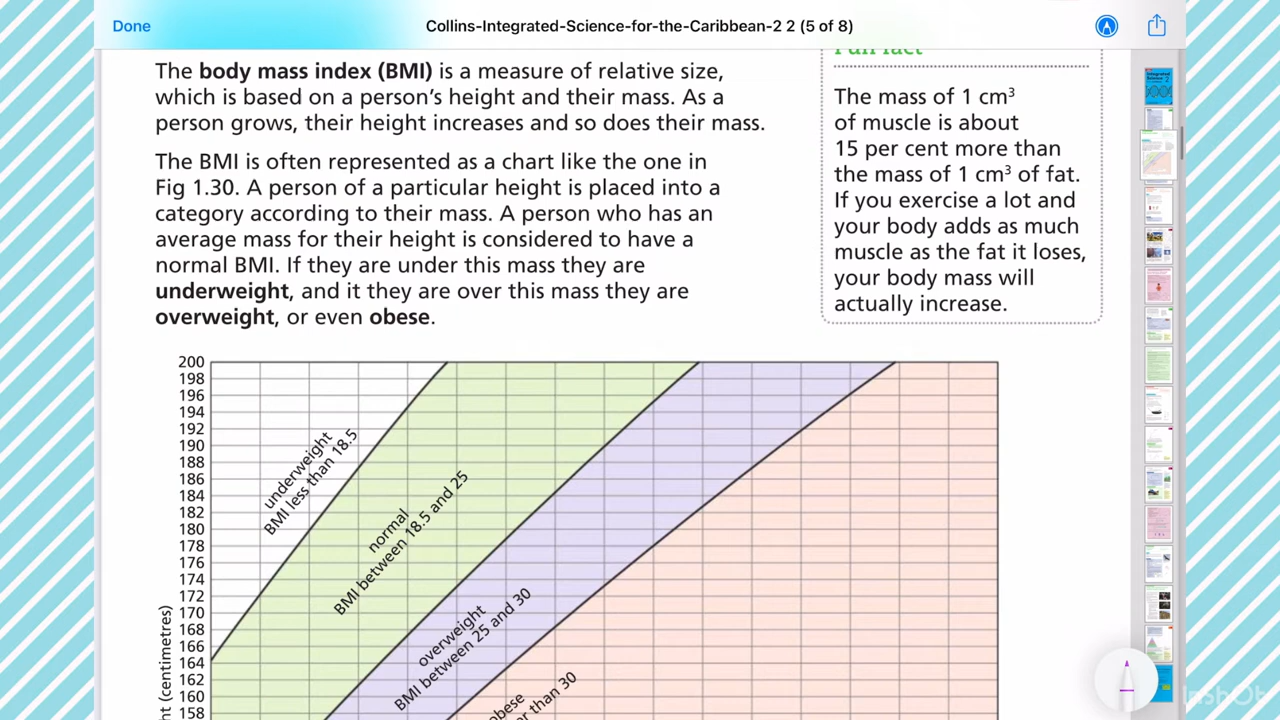 Done
Collins-Integrated-Science-for-the-Caribbean-2 2 (5 of 8)
The body mass index (BMI) is a measure of relative size,
which is based on a person's height and their mass. As a
person grows, their height increases and so does their mass.
The BMI is often represented as a chart like the one in
Fig 1.30. A person of a particular height is placed into a
category according to their mass. A person who has an
average mass for their height is considered to have a
normal BMI. If they are under this mass they are
underweight, and it they are over this mass they are
overweight, or even obese.
Fun fact
The mass of 1 cm³
of muscle is about
15 per cent more than
the mass of 1 cm³ of fat.
If you exercise a lot and
your body adds as much
muscle as the fat it loses,
your body mass will
actually increase.
200
198
196
194
192
190
188
186
184
182
180
178
176
174
172
170
168
166
164
162
160
158
(centimetres)
underweight
BMI less than 18.5
normal
BMI between 18.5 and 25
overweight
BMI between 25 and 30
than 30
Integrated
Science 2
InShOt